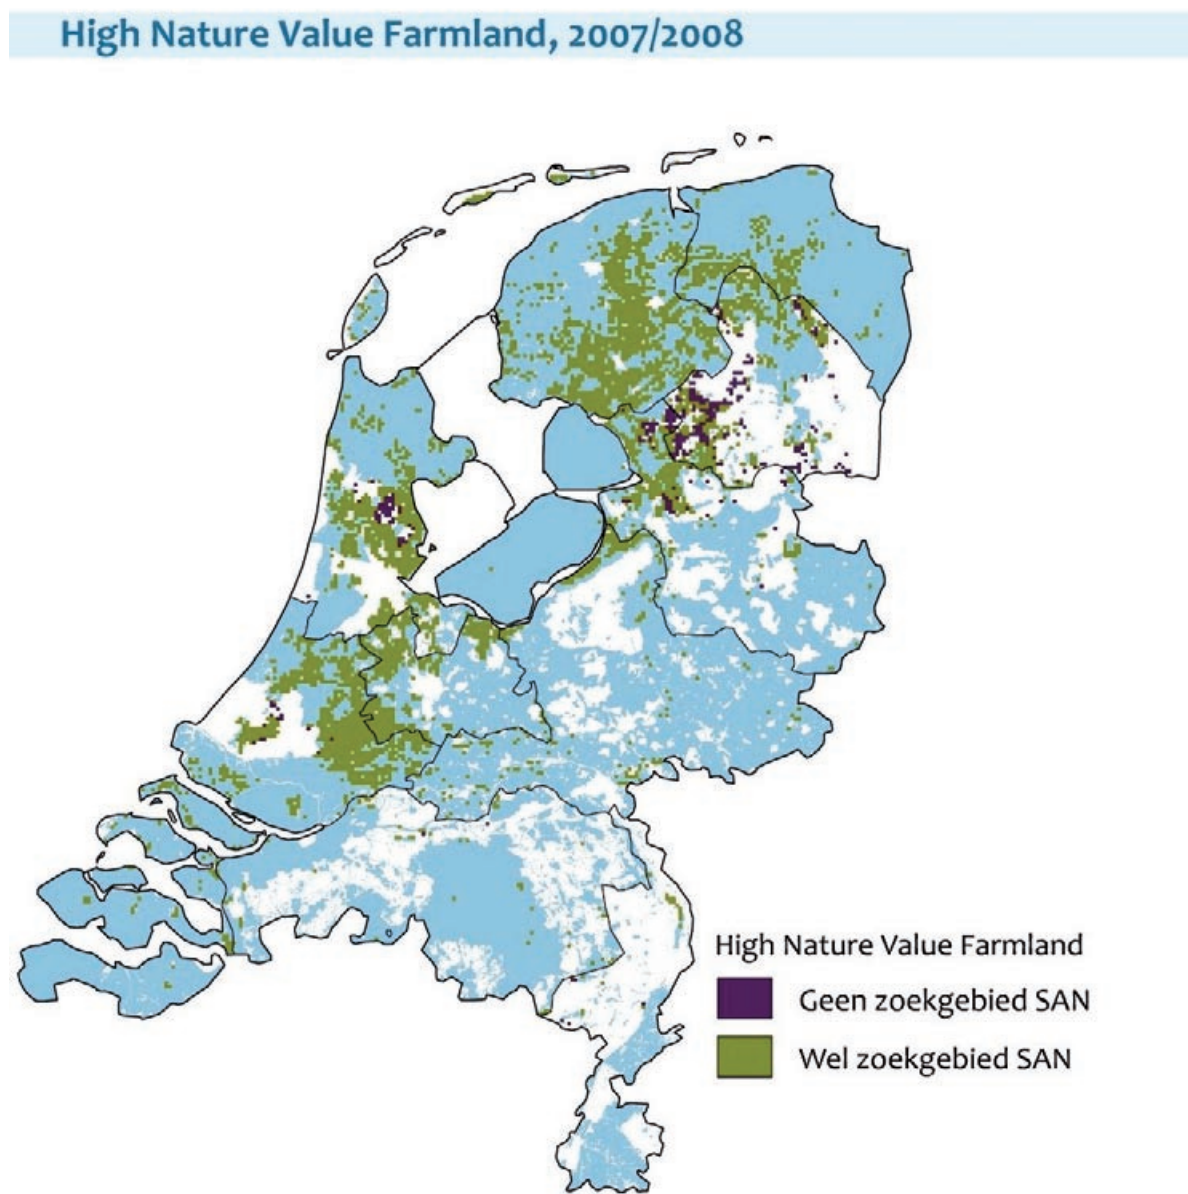 High Nature Value Farmland, 2007/2008
High Nature Value Farmland
Geen zoekgebied SAN
Wel zoekgebied SAN